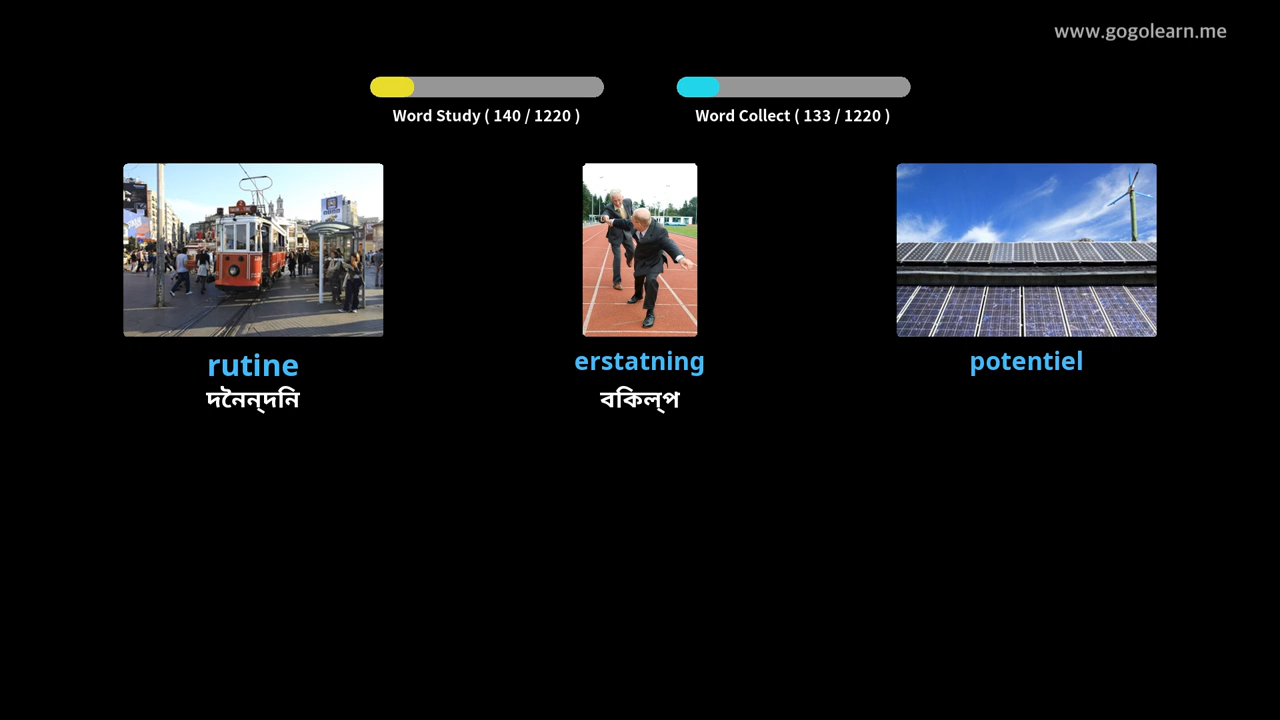 www.gogolearn.me
Word Study ( 140 / 1220 )
Word Collect ( 133 / 1220 )
rutine
erstatning
potentiel
দৈনন্দিন
বিকল্প